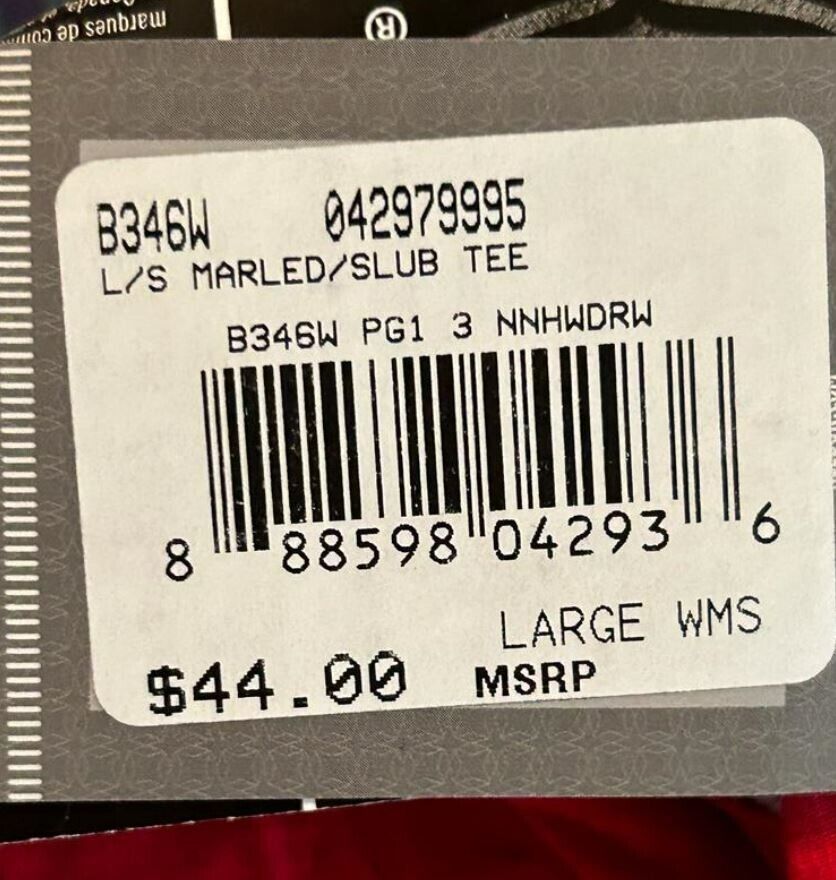 marques de com
®
B346W 042979995
L/S MARLED/SLUB TEE
B346W PG1 3 NNHWDRW
8 88598 04293 6
LARGE WMS
$44.00 MSRP